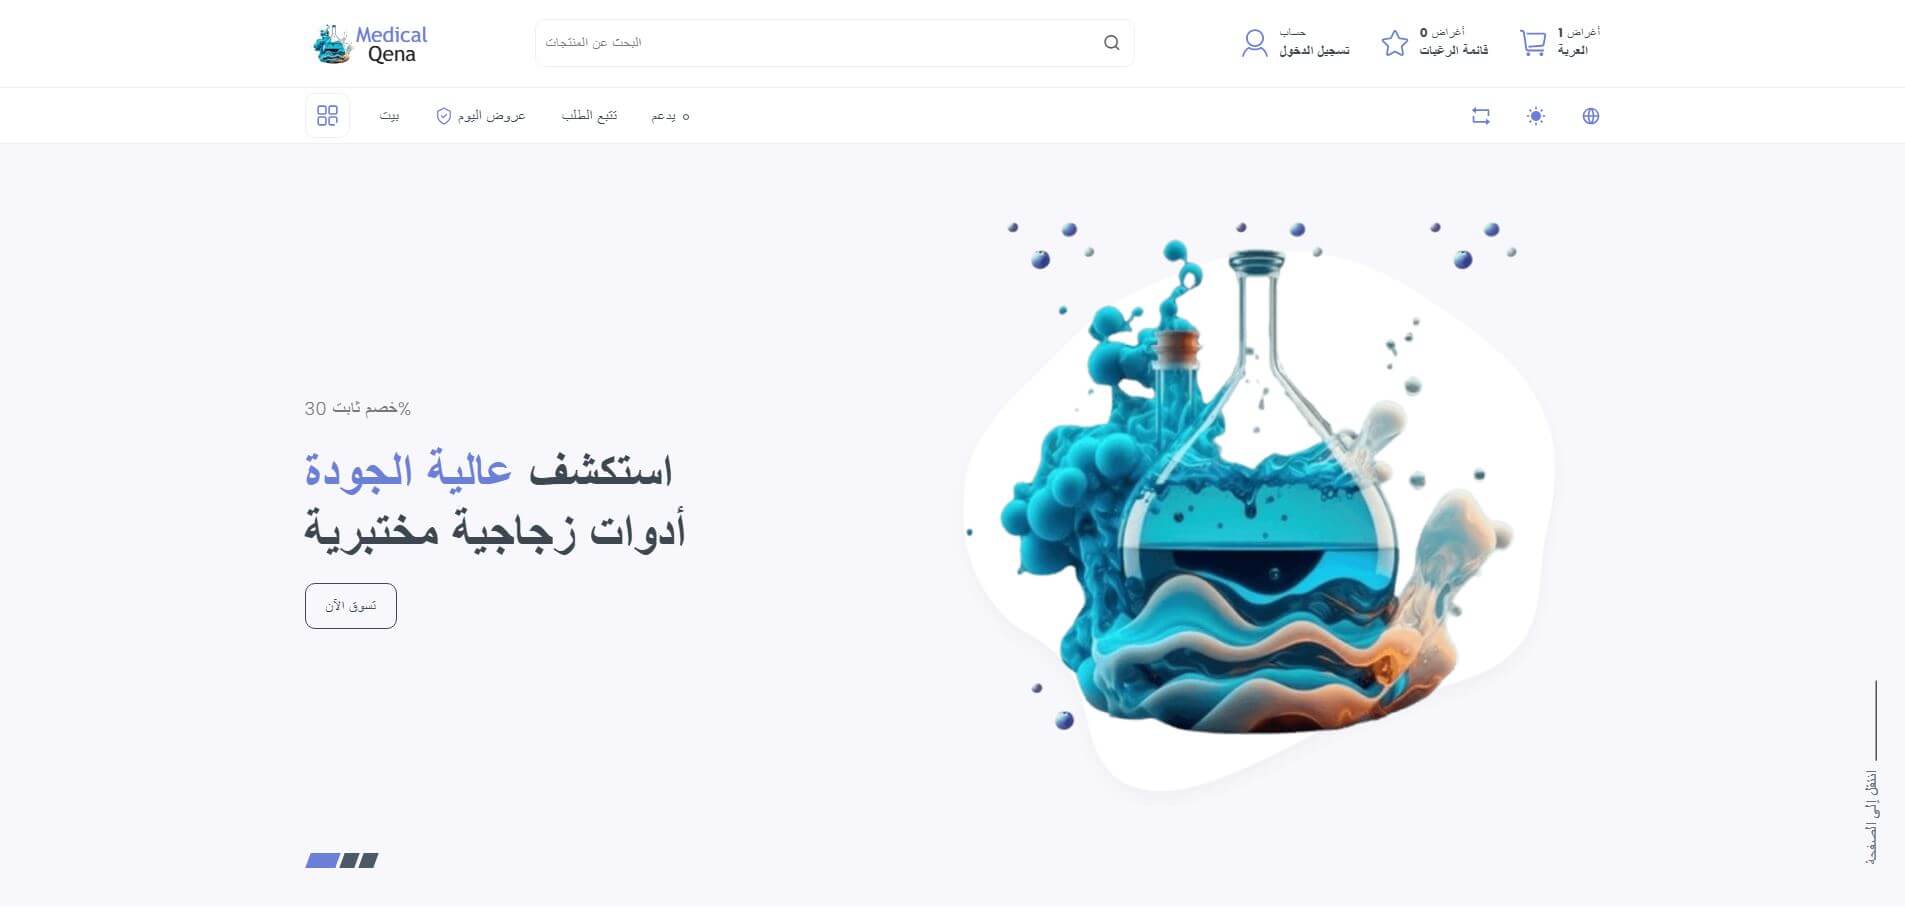 Medical
Qena
البحث عن المنتجات
حساب
تسجيل الدخول
0 أغراض
قائمة الرغبات
1 أغراض
العربة
بيت
عروض اليوم
تتبع الطلب
يدعم
30 خصم ثابت%
استكشف عالية الجودة
أدوات زجاجية مختبرية
تسوق الآن
انتقل إلى الصفحة